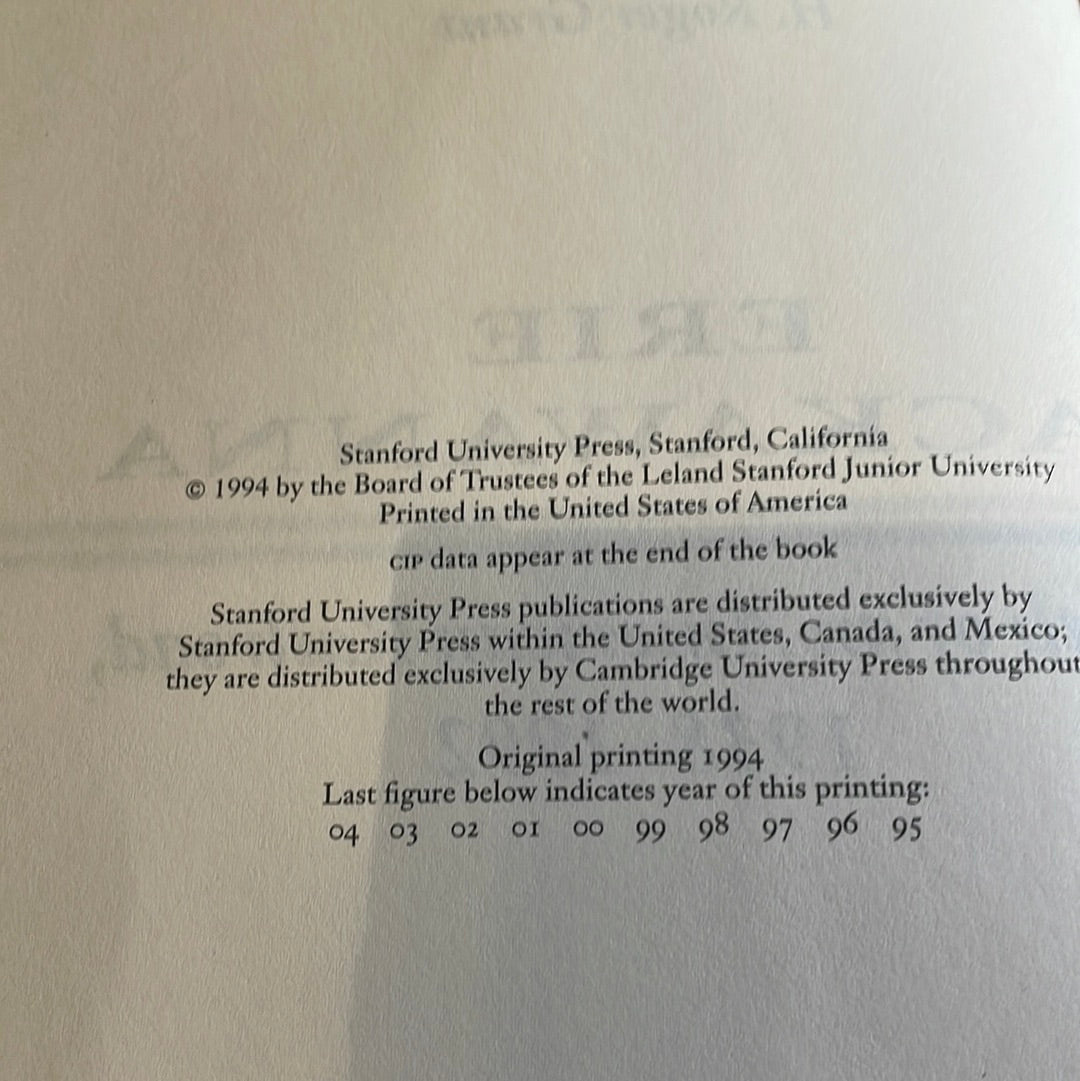 H. Roger Grant
ERIE
Stanford University Press, Stanford, California
© 1994 by the Board of Trustees of the Leland Stanford Junior University
Printed in the United States of America
CIP data appear at the end of the book
Stanford University Press publications are distributed exclusively by
Stanford University Press within the United States, Canada, and Mexico;
they are distributed exclusively by Cambridge University Press throughout
the rest of the world.
Original printing 1994
Last figure below indicates year of this printing:
04 03 02 01 00 99 98 97 96 95